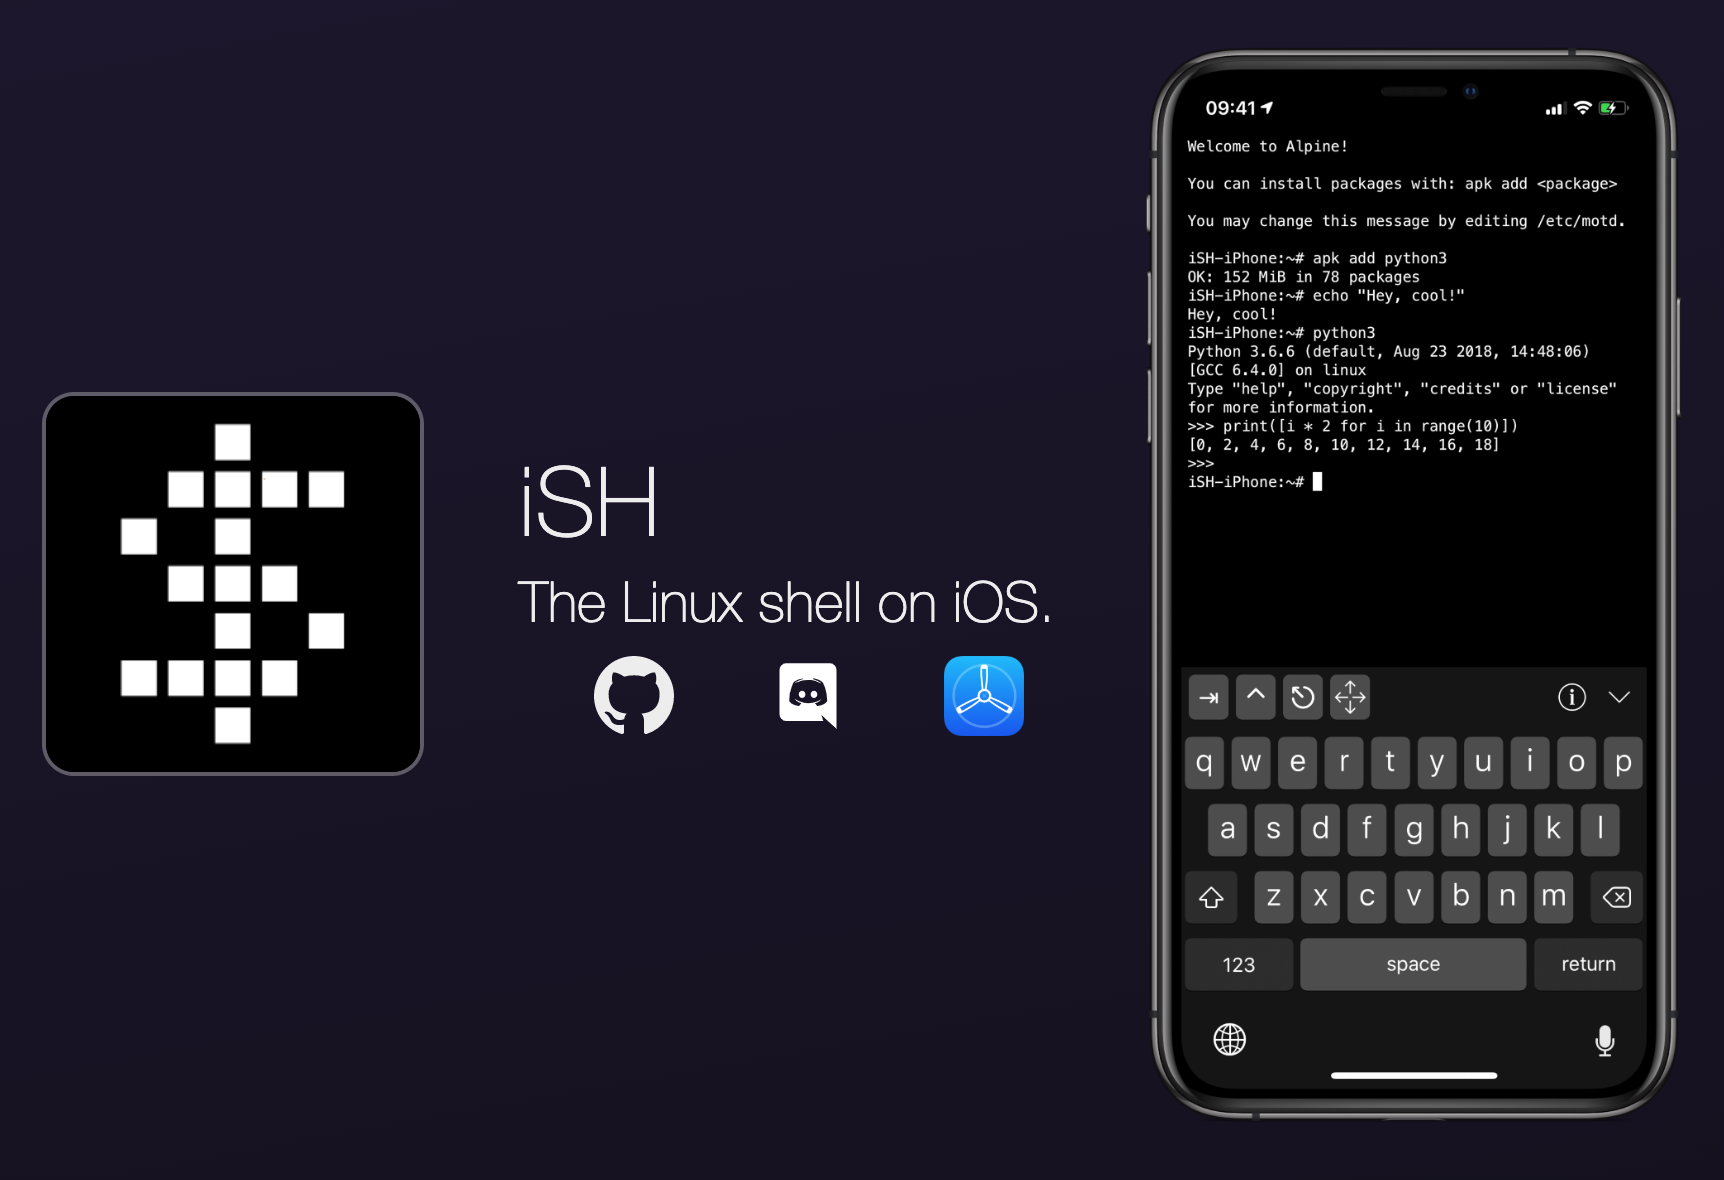 iSH
The Linux shell on iOS.
09:41
Welcome to Alpine!
You can install packages with: apk add <package>
You may change this message by editing /etc/motd.
iSH-iPhone:~# apk add python3
OK: 152 MiB in 78 packages
iSH-iPhone:~# echo "Hey, cool!"
Hey, cool!
iSH-iPhone:~# python3
Python 3.6.6 (default, Aug 23 2018, 14:48:06)
[GCC 6.4.0] on linux
Type "help", "copyright", "credits" or "license"
for more information.
>>> print([i * 2 for i in range(10)])
[0, 2, 4, 6, 8, 10, 12, 14, 16, 18]
>>>
iSH-iPhone:~#
q w e r t y u i o p
a s d f g h j k l
z x c v b n m
123 space return